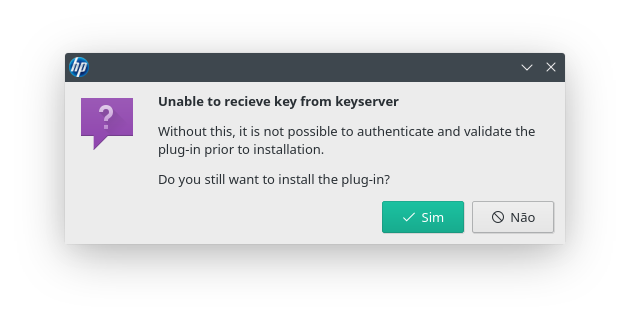 hp
Unable to recieve key from keyserver
Without this, it is not possible to authenticate and validate the
plug-in prior to installation.
Do you still want to install the plug-in?
Sim
Não